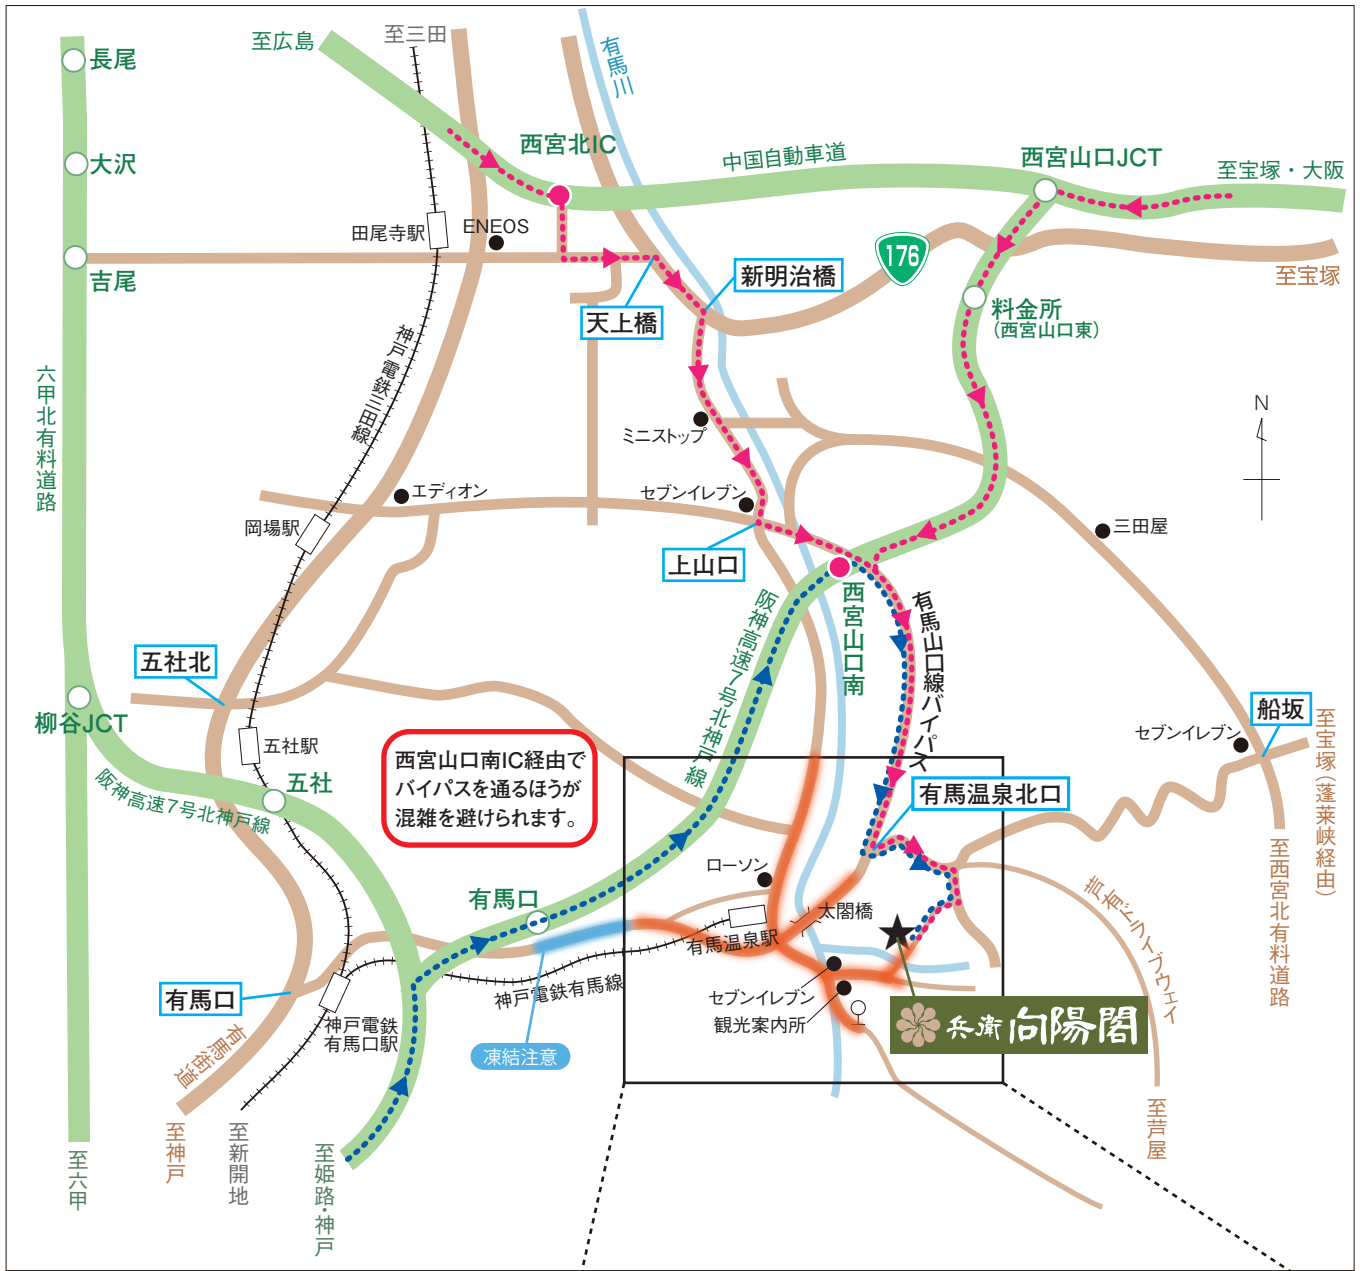 長尾
大沢
吉尾
六甲北有料道路
柳谷JCT
至六甲
至広島
至三田
有馬川
西宮北IC
中国自動車道
西宮山口JCT
至宝塚・大阪
田尾寺駅
ENEOS
176
新明治橋
天上橋
至宝塚
料金所
(西宮山口東)
神戸電鉄三田線
ミニストップ
N
エディオン
セブンイレブン
岡場駅
上山口
三田屋
西宮山口南
阪神高速7号北神戸線
有馬山口線バイパス
五社北
五社駅
五社
阪神高速7号北神戸線
西宮山口南IC経由で
バイパスを通るほうが
混雑を避けられます。
有馬温泉北口
セブンイレブン
船坂
至宝塚(蓬莱峡経由)
至西宮北有料道路
ローソン
有馬口
太閤橋
有馬温泉駅
芦有ドライブウェイ
神戸電鉄有馬線
セブンイレブン
観光案内所
兵衛 向陽閣
有馬口
神戸電鉄
有馬口駅
凍結注意
有馬街道
至神戸
至新開地
至姫路・神戸
至芦屋